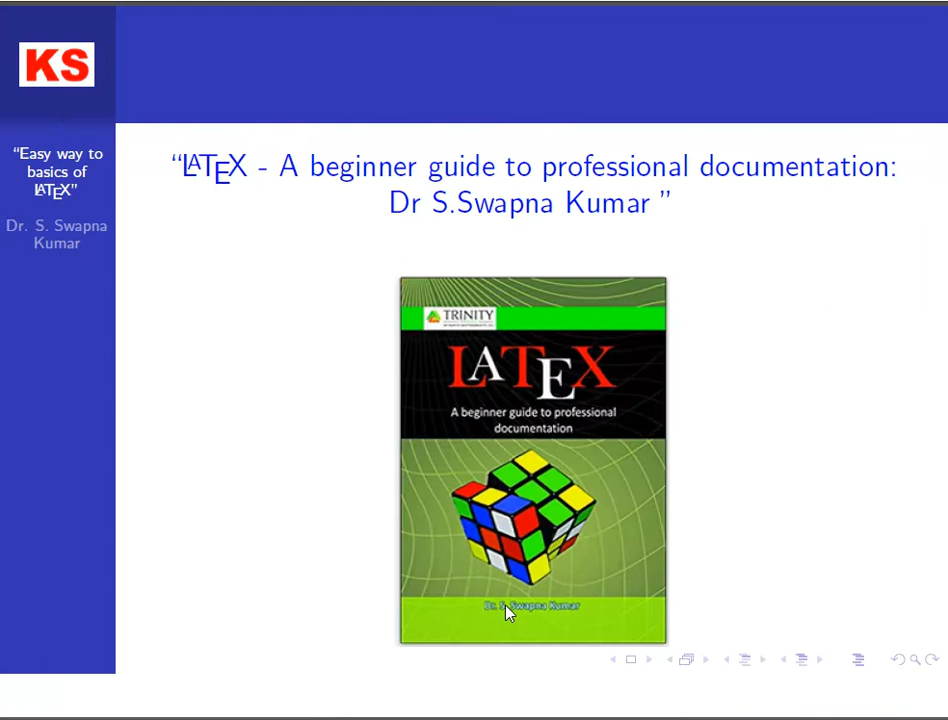 KS
“Easy way to
basics of
LATEX”
Dr. S. Swapna
Kumar
“LATEX - A beginner guide to professional documentation:
Dr S.Swapna Kumar ”
TRINITY
LATEX
A beginner guide to professional
documentation
Dr. S. Swapna Kumar